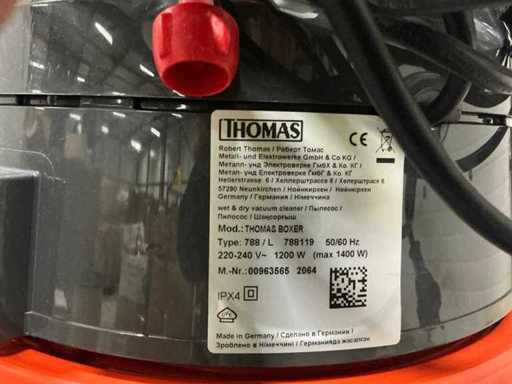 THOMAS
CE
Robert Thomas / Раберт Томас
Metall- und Elektrowerke GmbH & Co KG /
Металл- унд Электроверке ГмбХ & Ко. КГ /
Метал- унд Електроверке ГмбХ & Ко. КГ
Hellerstrasse 6 / Хеллерштрассе 6 / Хеллерштрассе 6
57290 Neunkirchen / Нойнкирхен / Нойнкирхен
Germany / Германия / Німеччина
wet & dry vacuum cleaner / Пылесос /
Пилосос / Шаңсорғыш
Mod.: THOMAS BOXER
Type: 788 / L 788119 50/60 Hz
220-240 V~ 1200 W (max 1400 W)
M.-Nr.: 00963565 2064
IPX4
Made in Germany / Сделано в Германии /
Зроблено в Німеччині / Германияда жасалған